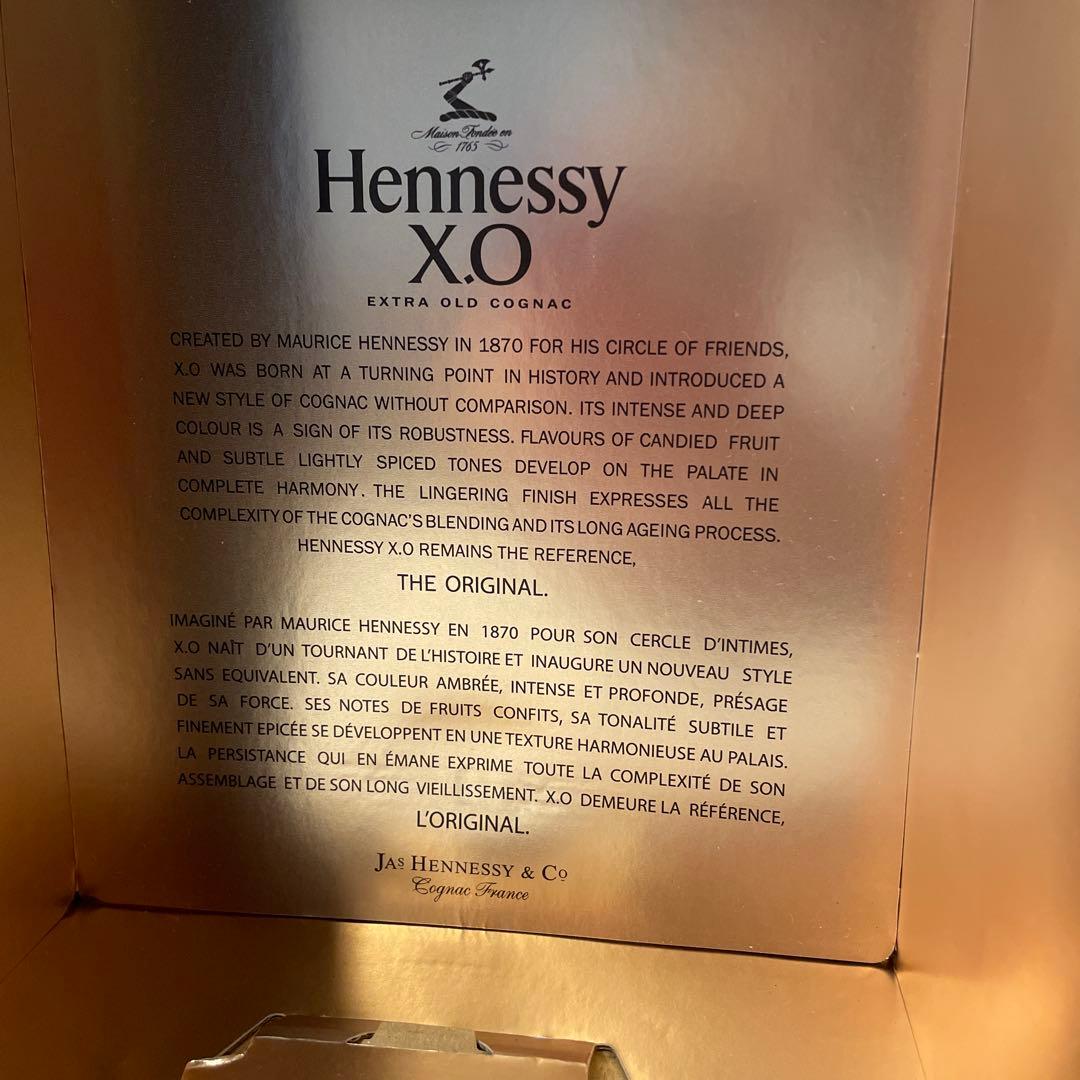 Maison Fondée en
1765
Hennessy
X.O
EXTRA OLD COGNAC
CREATED BY MAURICE HENNESSY IN 1870 FOR HIS CIRCLE OF FRIENDS,
X.O WAS BORN AT A TURNING POINT IN HISTORY AND INTRODUCED A
NEW STYLE OF COGNAC WITHOUT COMPARISON. ITS INTENSE AND DEEP
COLOUR IS A SIGN OF ITS ROBUSTNESS. FLAVOURS OF CANDIED FRUIT
AND SUBTLE LIGHTLY SPICED TONES DEVELOP ON THE PALATE IN
COMPLETE HARMONY. THE LINGERING FINISH EXPRESSES ALL THE
COMPLEXITY OF THE COGNAC'S BLENDING AND ITS LONG AGEING PROCESS.
HENNESSY X.O REMAINS THE REFERENCE,
THE ORIGINAL.
IMAGINÉ PAR MAURICE HENNESSY EN 1870 POUR SON CERCLE D'INTIMES,
X.O NAÎT D'UN TOURNANT DE L'HISTOIRE ET INAUGURE UN NOUVEAU STYLE
SANS EQUIVALENT. SA COULEUR AMBRÉE, INTENSE ET PROFONDE, PRÉSAGE
DE SA FORCE. SES NOTES DE FRUITS CONFITS, SA TONALITÉ SUBTILE ET
FINEMENT EPICÉE SE DÉVELOPPENT EN UNE TEXTURE HARMONIEUSE AU PALAIS.
LA PERSISTANCE QUI EN ÉMANE EXPRIME TOUTE LA COMPLEXITÉ DE SON
ASSEMBLAGE ET DE SON LONG VIEILLISSEMENT. X.O DEMEURE LA RÉFÉRENCE,
L'ORIGINAL.
JAS HENNESSY & CO
Cognac France